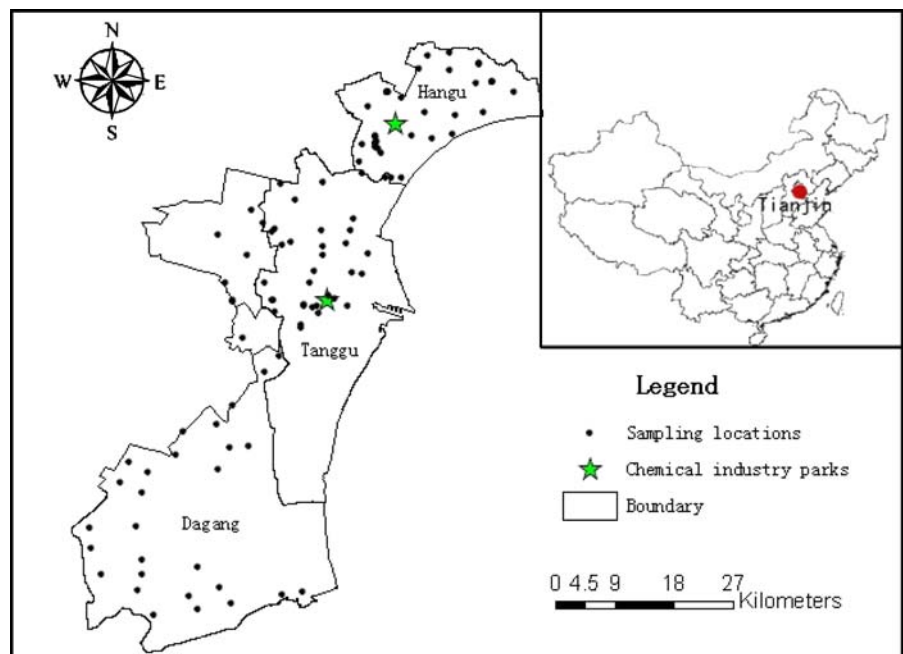 N
W E
S
Hangu
Tianjin
Tanggu
Dagang
Legend
Sampling locations
Chemical industry parks
Boundary
0 4.5 9 18 27
Kilometers